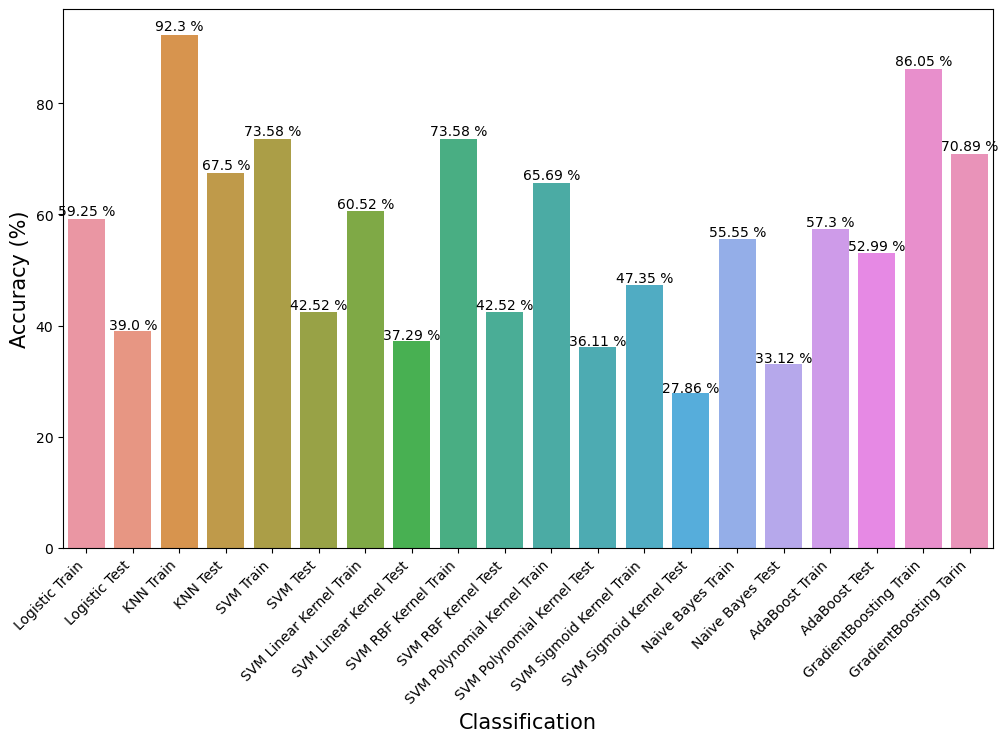 92.3 %
86.05 %
80
73.58 %
73.58 %
70.89 %
67.5 %
65.69 %
60
59.25 %
60.52 %
57.3 %
55.55 %
52.99 %
Accuracy (%)
47.35 %
42.52 %
42.52 %
40
39.0 %
37.29 %
36.11 %
33.12 %
27.86 %
20
0
Logistic Train
Logistic Test
KNN Train
KNN Test
SVM Train
SVM Test
SVM Linear Kernel Train
SVM Linear Kernel Test
SVM RBF Kernel Train
SVM RBF Kernel Test
SVM Polynomial Kernel Train
SVM Polynomial Kernel Test
SVM Sigmoid Kernel Train
SVM Sigmoid Kernel Test
Naive Bayes Train
Naive Bayes Test
AdaBoost Train
AdaBoost Test
GradientBoosting Train
GradientBoosting Tarin
Classification